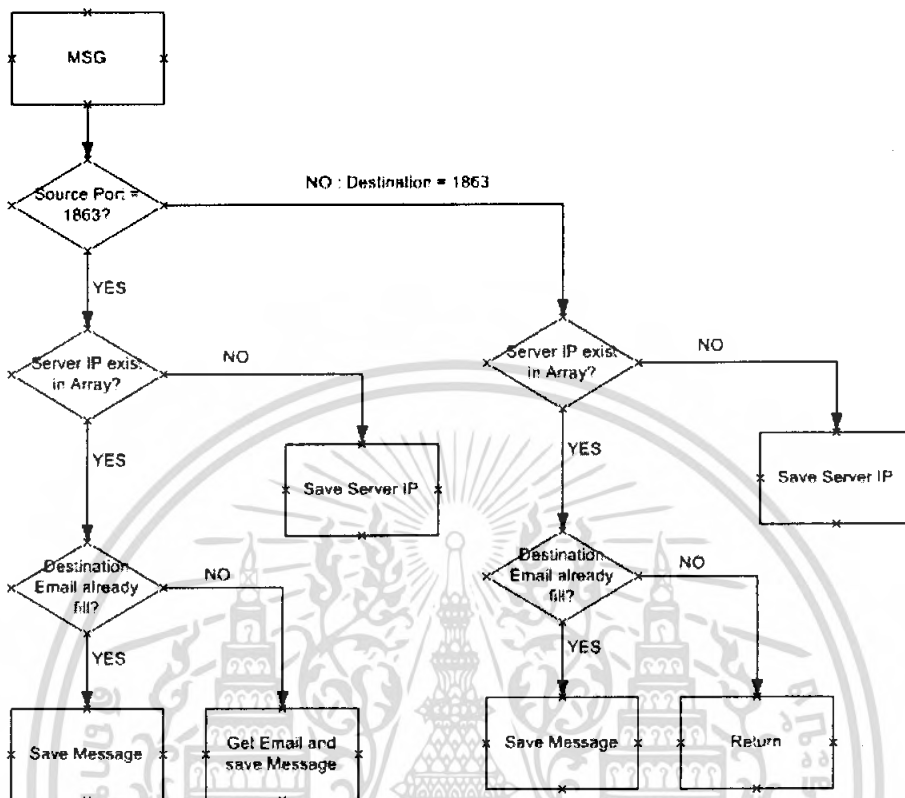 MSG
Source Port =
1863?
NO : Destination = 1863
YES
Server IP exist
in Array?
NO
Server IP exist
in Array?
NO
YES
Save Server IP
YES
Save Server IP
Destination
Email already
fill?
NO
Destination
Email already
fill?
NO
YES
YES
Save Message
Get Email and
save Message
Save Message
Return